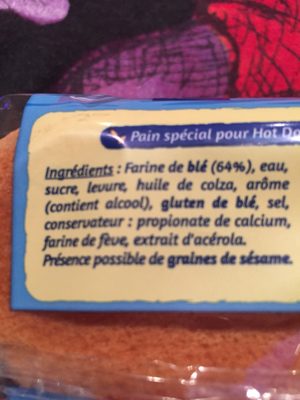 Pain spécial pour Hot Do
Ingrédients : Farine de blé (64%), eau,
sucre, levure, huile de colza, arôme
(contient alcool), gluten de blé, sel,
conservateur : propionate de calcium,
farine de fève, extrait d'acérola.
Présence possible de graines de sésame.